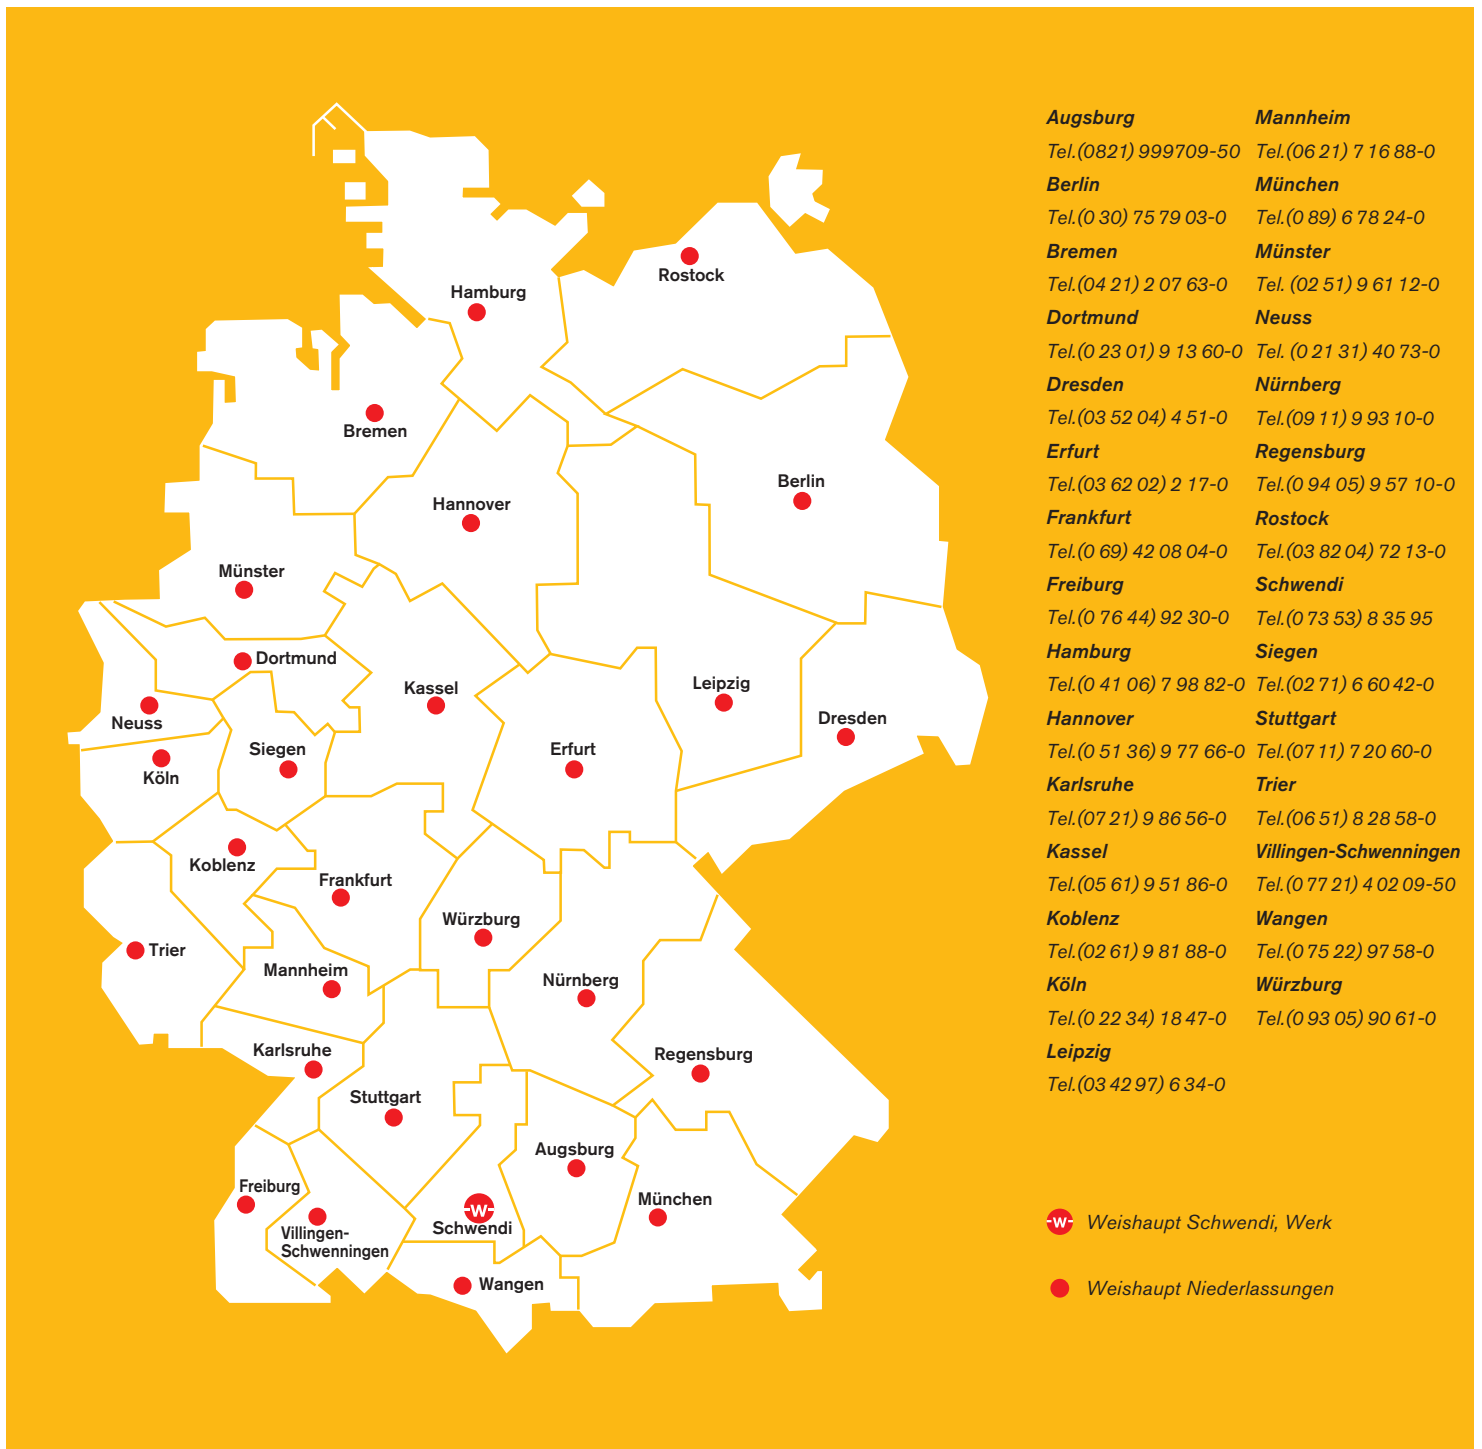 Rostock
Hamburg
Bremen
Berlin
Hannover
Münster
Dortmund
Kassel
Leipzig
Neuss
Dresden
Siegen
Erfurt
Köln
Koblenz
Frankfurt
Würzburg
Trier
Mannheim
Nürnberg
Karlsruhe
Regensburg
Stuttgart
Augsburg
Freiburg
München
-W-
Schwendi
Villingen-
Schwenningen
Wangen
Augsburg
Tel.(0821) 999709-50
Berlin
Tel.(0 30) 75 79 03-0
Bremen
Tel.(04 21) 2 07 63-0
Dortmund
Tel.(0 23 01) 9 13 60-0
Dresden
Tel.(03 52 04) 4 51-0
Erfurt
Tel.(03 62 02) 2 17-0
Frankfurt
Tel.(0 69) 42 08 04-0
Freiburg
Tel.(0 76 44) 92 30-0
Hamburg
Tel.(0 41 06) 7 98 82-0
Hannover
Tel.(0 51 36) 9 77 66-0
Karlsruhe
Tel.(07 21) 9 86 56-0
Kassel
Tel.(05 61) 9 51 86-0
Koblenz
Tel.(02 61) 9 81 88-0
Köln
Tel.(0 22 34) 18 47-0
Leipzig
Tel.(03 42 97) 6 34-0
Mannheim
Tel.(06 21) 7 16 88-0
München
Tel.(0 89) 6 78 24-0
Münster
Tel. (02 51) 9 61 12-0
Neuss
Tel. (0 21 31) 40 73-0
Nürnberg
Tel.(09 11) 9 93 10-0
Regensburg
Tel.(0 94 05) 9 57 10-0
Rostock
Tel.(03 82 04) 72 13-0
Schwendi
Tel.(0 73 53) 8 35 95
Siegen
Tel.(02 71) 6 60 42-0
Stuttgart
Tel.(07 11) 7 20 60-0
Trier
Tel.(06 51) 8 28 58-0
Villingen-Schwenningen
Tel.(0 77 21) 4 02 09-50
Wangen
Tel.(0 75 22) 97 58-0
Würzburg
Tel.(0 93 05) 90 61-0
-W- Weishaupt Schwendi, Werk
Weishaupt Niederlassungen